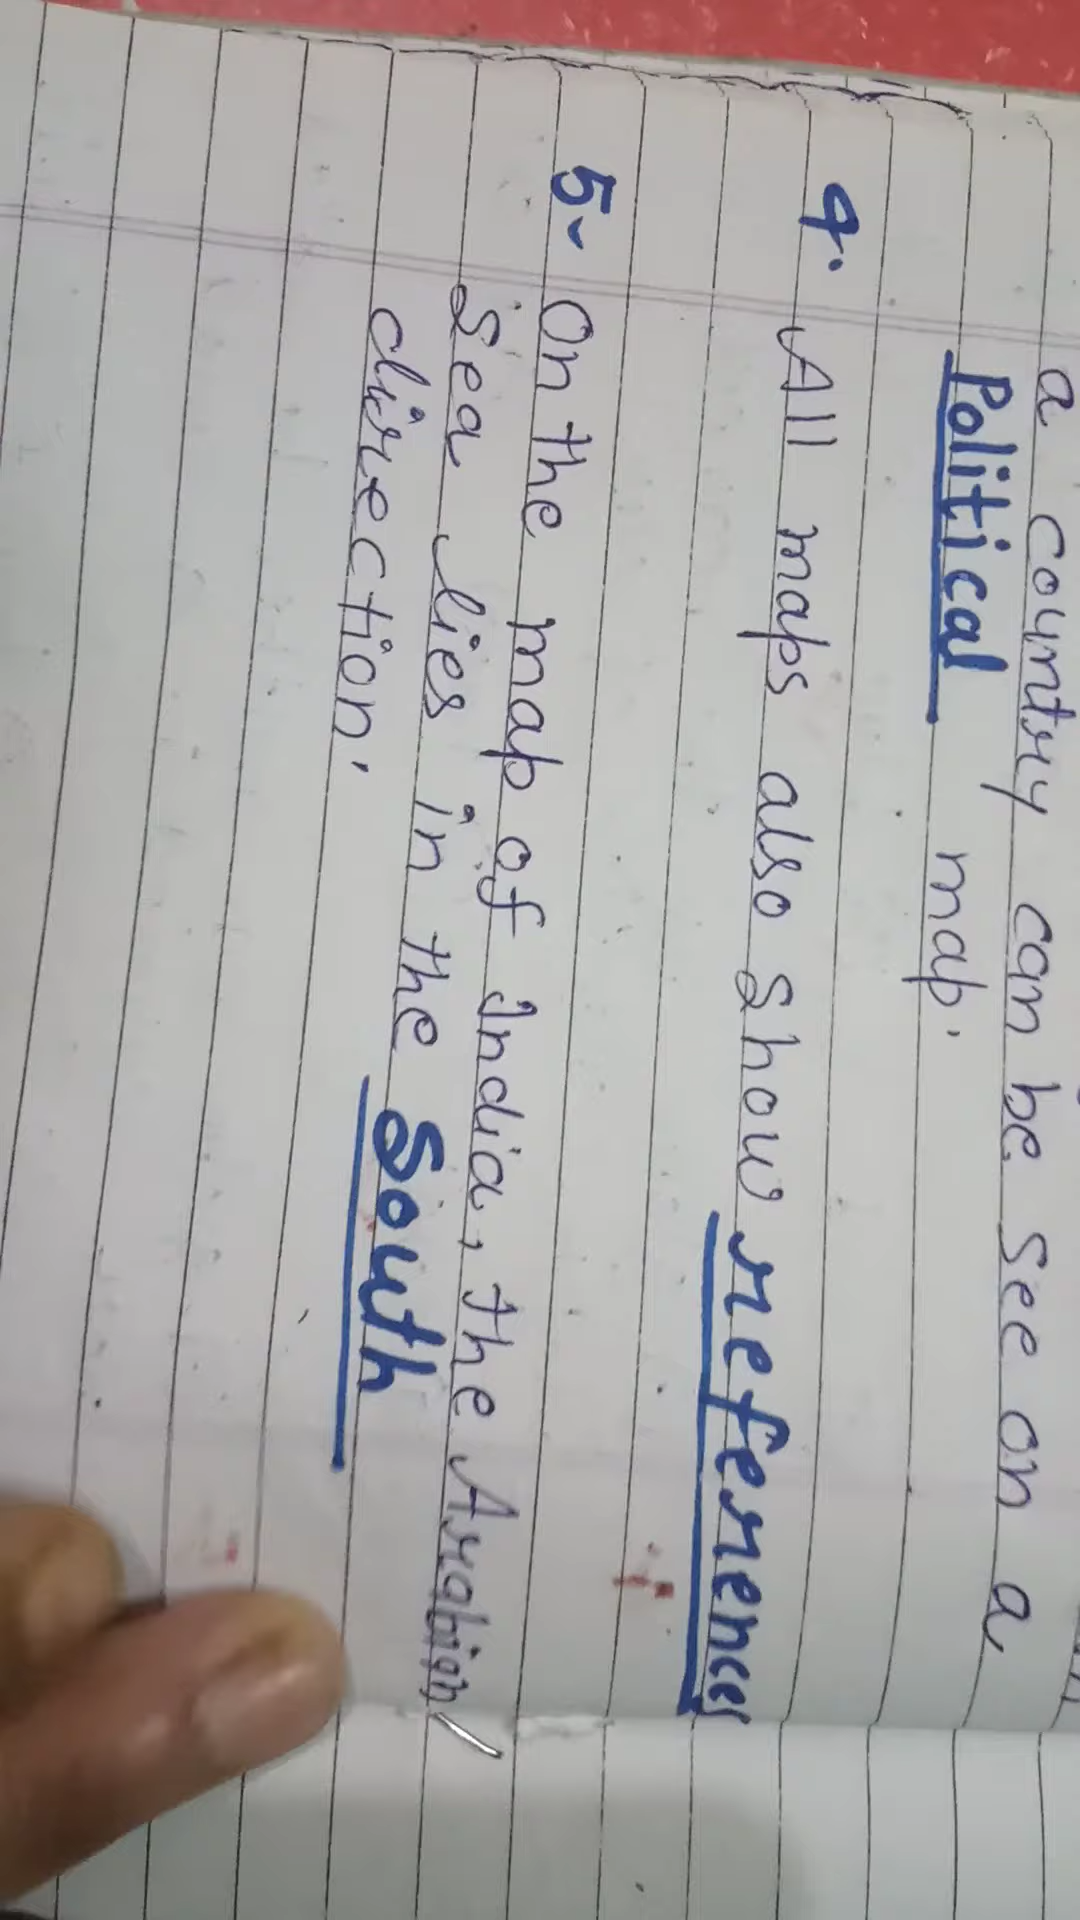 a country can be see on a
Political map.
4. All maps also show references
5. On the map of India, the Arabian
Sea lies in the South
direction.